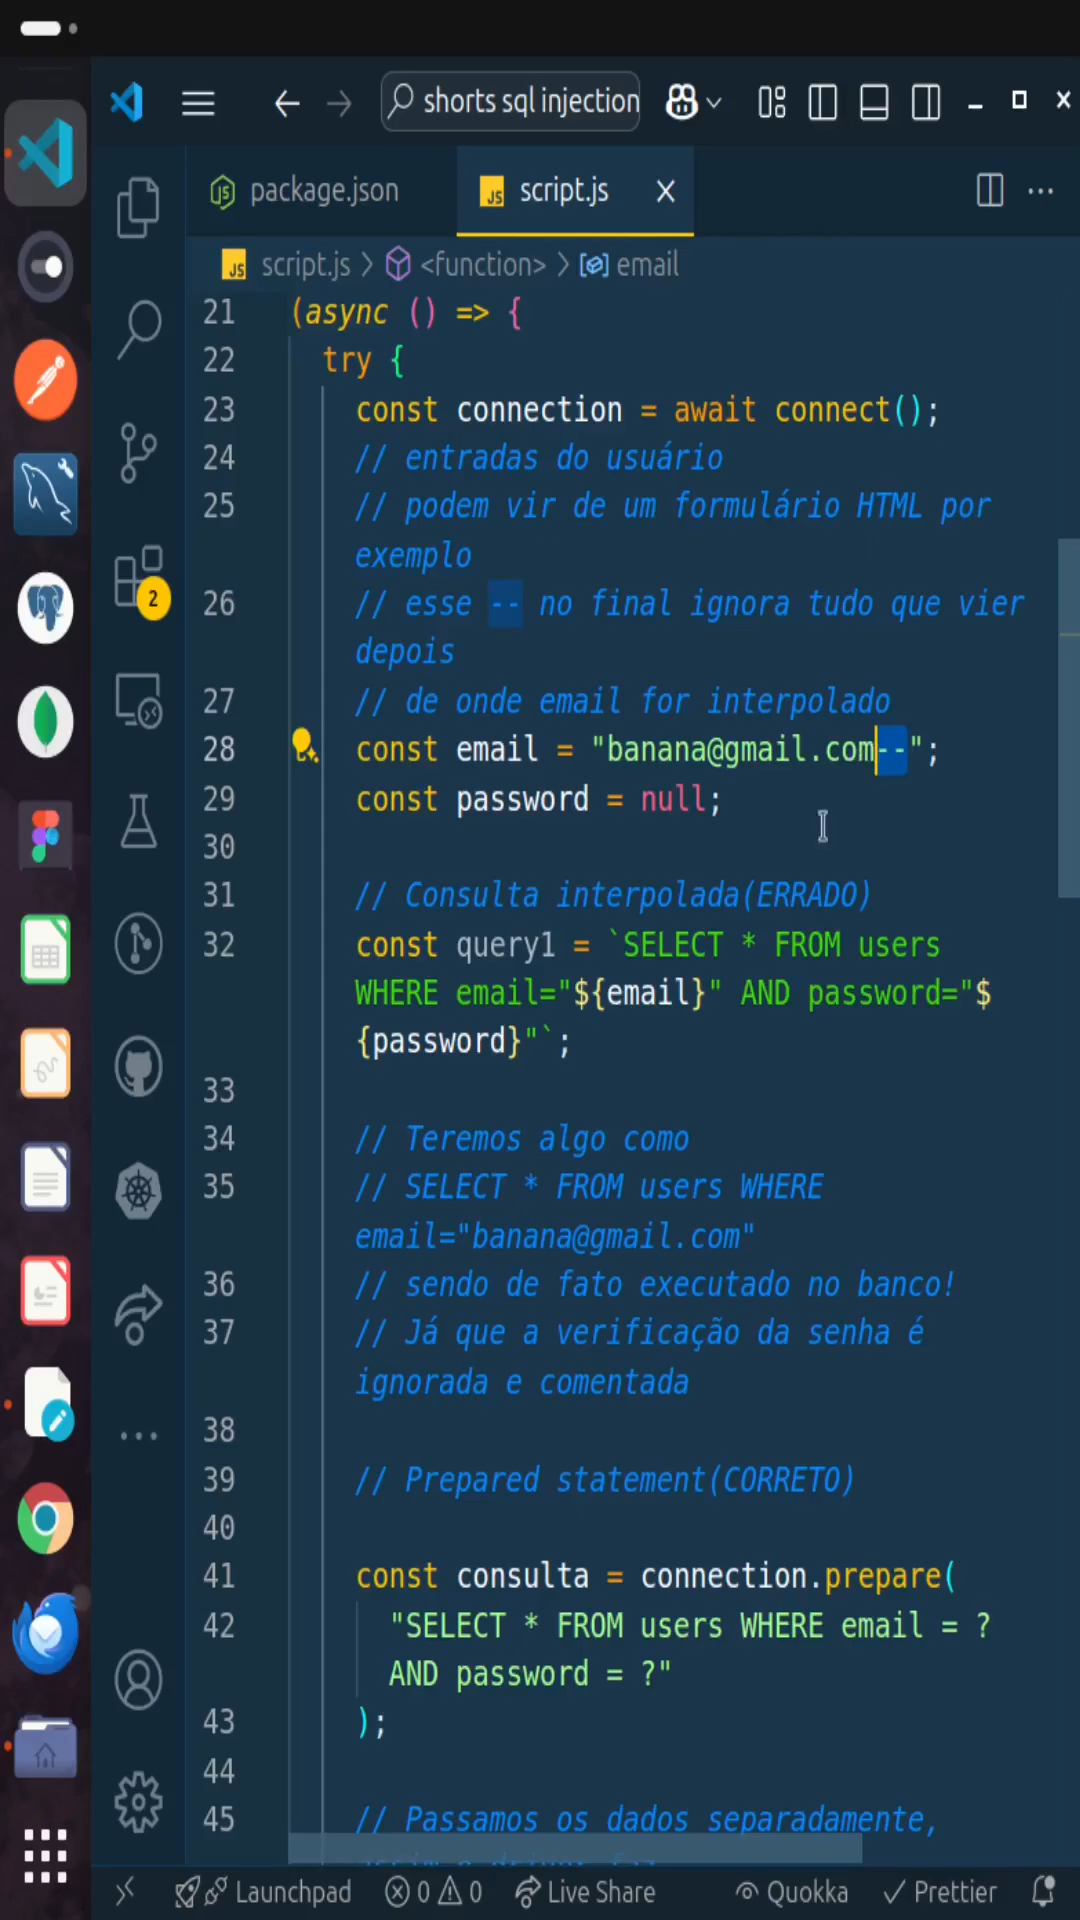 shorts sql injection
package.json
script.js
script.js > <function> > email
21 (async () => {
22 try {
23 const connection = await connect();
24 // entradas do usuário
25 // podem vir de um formulário HTML por
exemplo
26 // esse -- no final ignora tudo que vier
depois
27 // de onde email for interpolado
28 const email = "banana@gmail.com--";
29 const password = null;
30
31 // Consulta interpolada(ERRADO)
32 const query1 = `SELECT * FROM users
WHERE email="${email}" AND password="$
{password}"`;
33
34 // Teremos algo como
35 // SELECT * FROM users WHERE
email="banana@gmail.com"
36 // sendo de fato executado no banco!
37 // Já que a verificação da senha é
ignorada e comentada
38
39 // Prepared statement(CORRETO)
40
41 const consulta = connection.prepare(
42 "SELECT * FROM users WHERE email = ?
AND password = ?"
43 );
44
45 // Passamos os dados separadamente,
2
Launchpad 0 0 Live Share Quokka Prettier